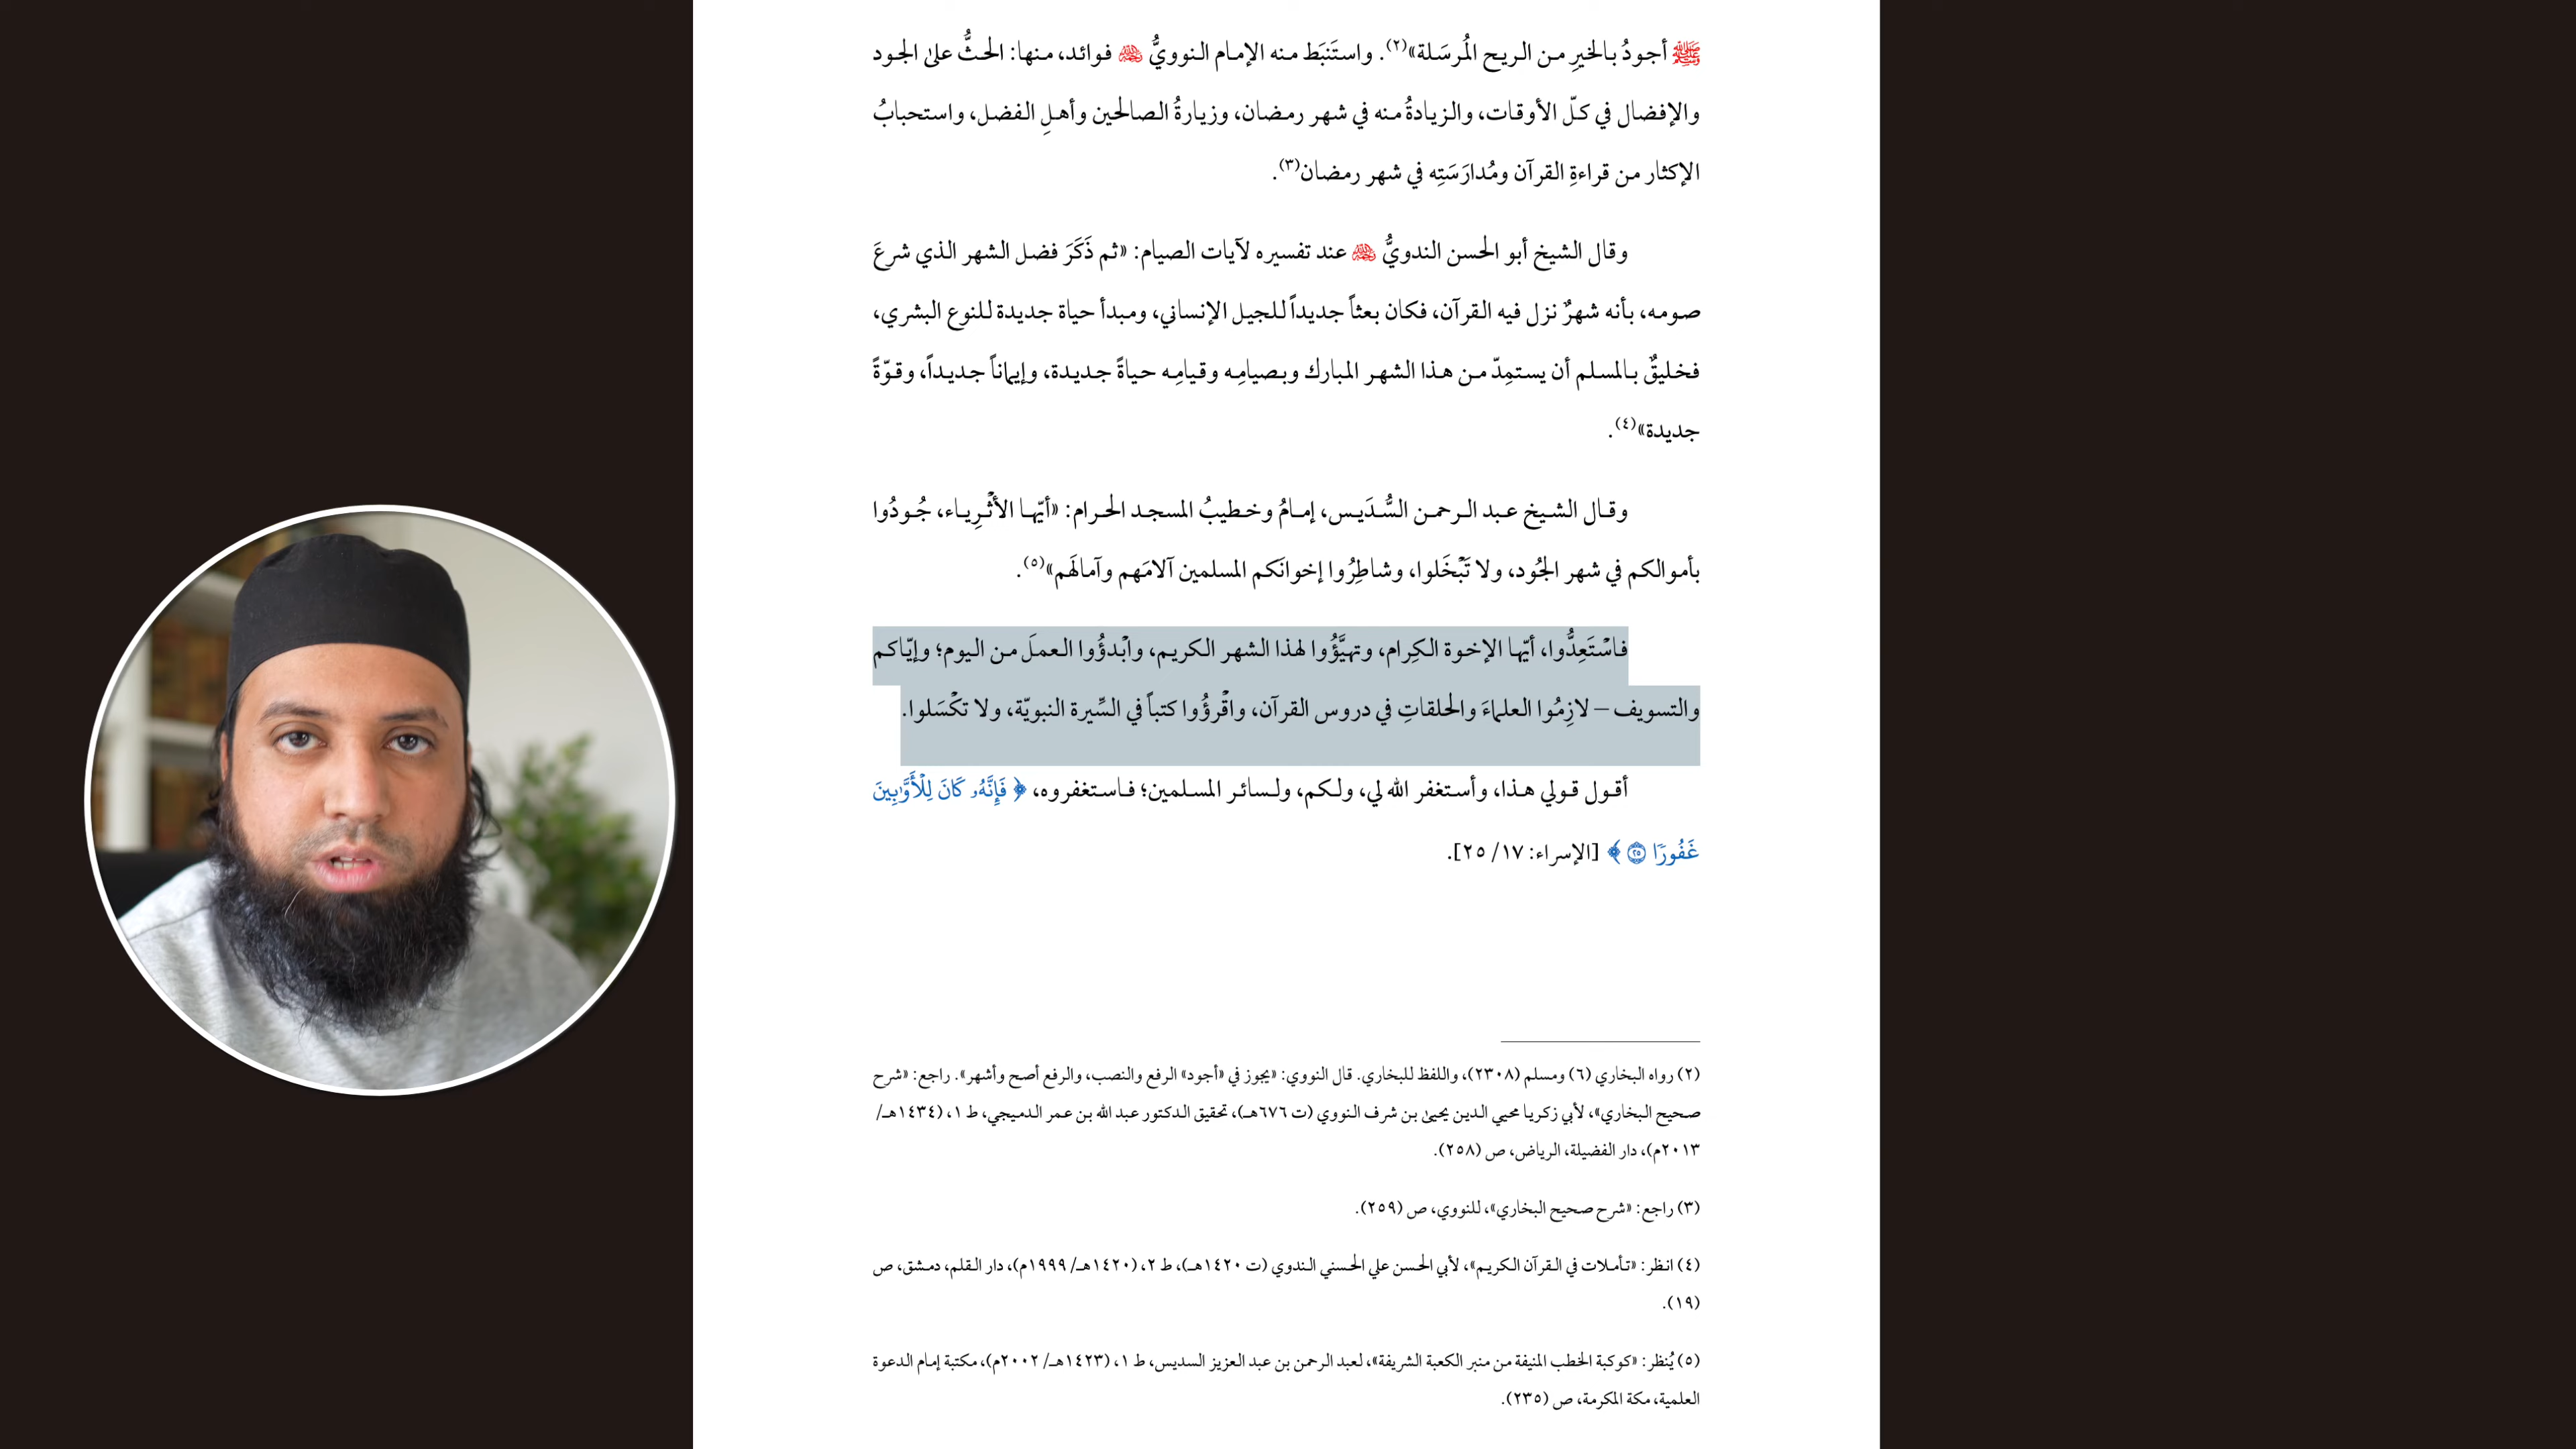 ﷺ أجودُ بالخيرِ من الريح المُرسَلة»(٢). واستَنبَط منه الإمام النوويُّ ﵀ فوائد، منها: الحثُّ على الجود
والإفضال في كلّ الأوقات، والزيادةُ منه في شهر رمضان، وزيارةُ الصالحين وأهلِ الفضل، واستحبابُ
الإكثار من قراءةِ القرآن ومُدارَسَتِه في شهر رمضان(٣).
وقال الشيخ أبو الحسن الندويُّ ﵀ عند تفسيره لآيات الصيام: «ثم ذَكَرَ فضل الشهر الذي شرعَ
صومه، بأنه شهرٌ نزل فيه القرآن، فكان بعثاً جديداً للجيل الإنساني، ومبدأ حياة جديدة للنوع البشري،
فخليقٌ بالمسلم أن يستمِدّ من هذا الشهر المبارك وبصيامِه وقيامِه حياةً جديدة، وإيماناً جديداً، وقوّةً
جديدة»(٤).
وقال الشيخ عبد الرحمن السُّدَيس، إمامُ وخطيبُ المسجد الحرام: «أيّها الأثْرِياء، جُودُوا
بأموالكم في شهر الجُود، ولا تَبْخَلوا، وشاطِرُوا إخوانَكم المسلمين آلامَهم وآمالَهم»(٥).
فاسْتَعِدُّوا، أيّها الإخوة الكِرام، وتهيَّؤُوا لهذا الشهر الكريم، وابْدؤُوا العملَ من اليوم؛ وإيّاكم
والتسويف – لازِمُوا العلماءَ والحلقاتِ في دروس القرآن، واقْرؤُوا كتباً في السِّيرة النبويّة، ولا تكْسَلوا.
أقول قولي هذا، وأستغفر الله لي، ولكم، ولسائر المسلمين؛ فاستغفروه، ﴿ فَإِنَّهُۥ كَانَ لِلْأَوَّٰبِينَ
غَفُورًا ٢٥ ﴾ [الإسراء: ١٧/ ٢٥].
(٢) رواه البخاري (٦) ومسلم (٢٣٠٨)، واللفظ للبخاري. قال النووي: «يجوز في «أجود» الرفع والنصب، والرفع أصح وأشهر». راجع: «شرح
صحيح البخاري»، لأبي زكريا محيي الدين يحيى بن شرف النووي (ت ٦٧٦هـ)، تحقيق الدكتور عبد الله بن عمر الدميجي، ط ١، (١٤٣٤هـ/
٢٠١٣م)، دار الفضيلة، الرياض، ص (٢٥٨).
(٣) راجع: «شرح صحيح البخاري»، للنووي، ص (٢٥٩).
(٤) انظر: «تأملات في القرآن الكريم»، لأبي الحسن علي الحسني الندوي (ت ١٤٢٠هـ)، ط ٢، (١٤٢٠هـ/ ١٩٩٩م)، دار القلم، دمشق، ص
(١٩).
(٥) يُنظر: «كوكبة الخطب المنيفة من منبر الكعبة الشريفة»، لعبد الرحمن بن عبد العزيز السديس، ط ١، (١٤٢٣هـ/ ٢٠٠٢م)، مكتبة إمام الدعوة
العلمية، مكة المكرمة، ص (٢٣٥).